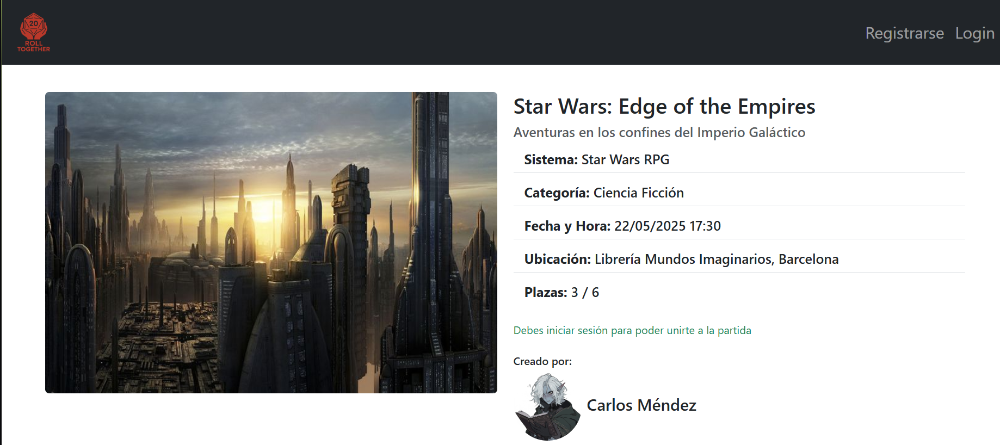 20
ROLL
TOGETHER
Registrarse Login
Star Wars: Edge of the Empires
Aventuras en los confines del Imperio Galáctico
Sistema: Star Wars RPG
Categoría: Ciencia Ficción
Fecha y Hora: 22/05/2025 17:30
Ubicación: Librería Mundos Imaginarios, Barcelona
Plazas: 3 / 6
Debes iniciar sesión para poder unirte a la partida
Creado por:
Carlos Méndez